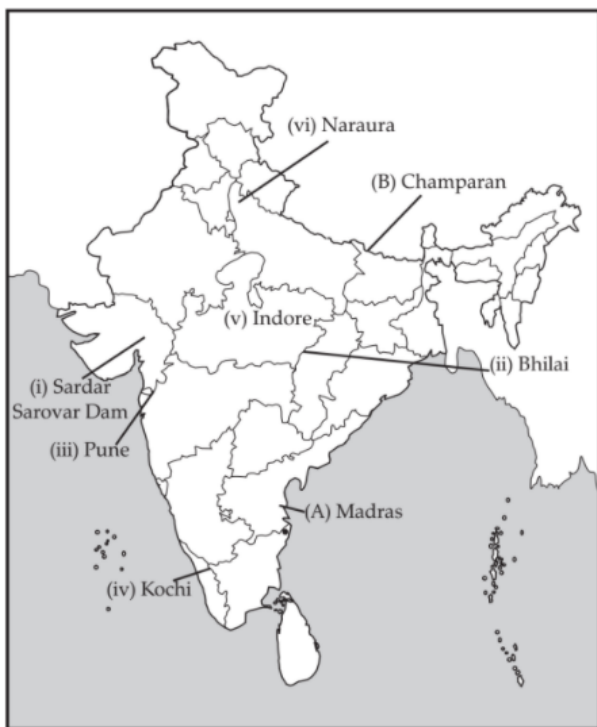 (vi) Naraura
(B) Champaran
(v) Indore
(ii) Bhilai
(i) Sardar
Sarovar Dam
(iii) Pune
(A) Madras
(iv) Kochi